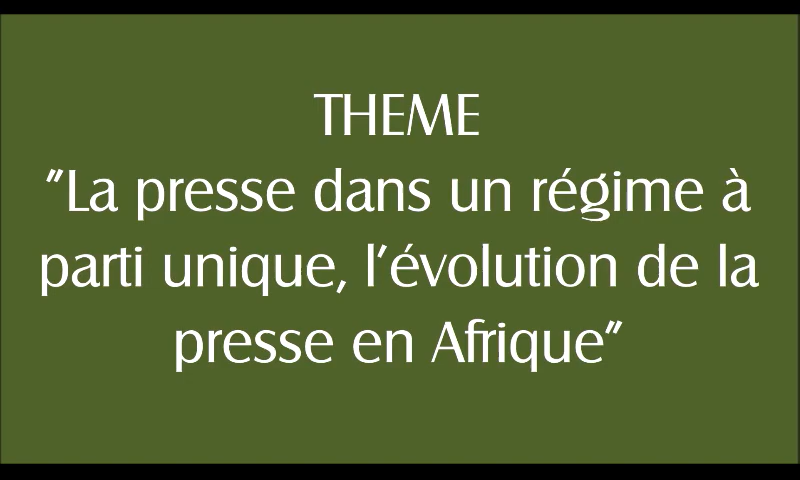 THEME
"La presse dans un régime à
parti unique, l'évolution de la
presse en Afrique"